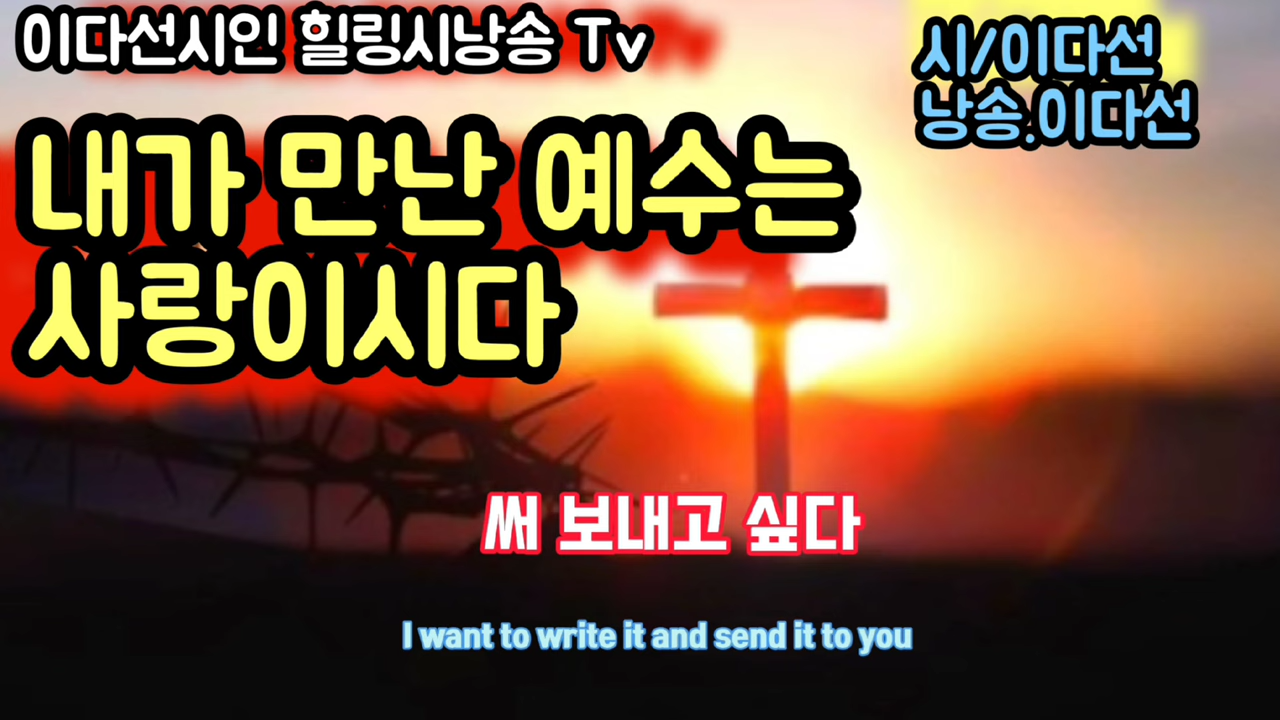 이다선시인 힐링시낭송 Tv
시/이다선
낭송.이다선
내가 만난 예수는
사랑이시다
써 보내고 싶다
I want to write it and send it to you